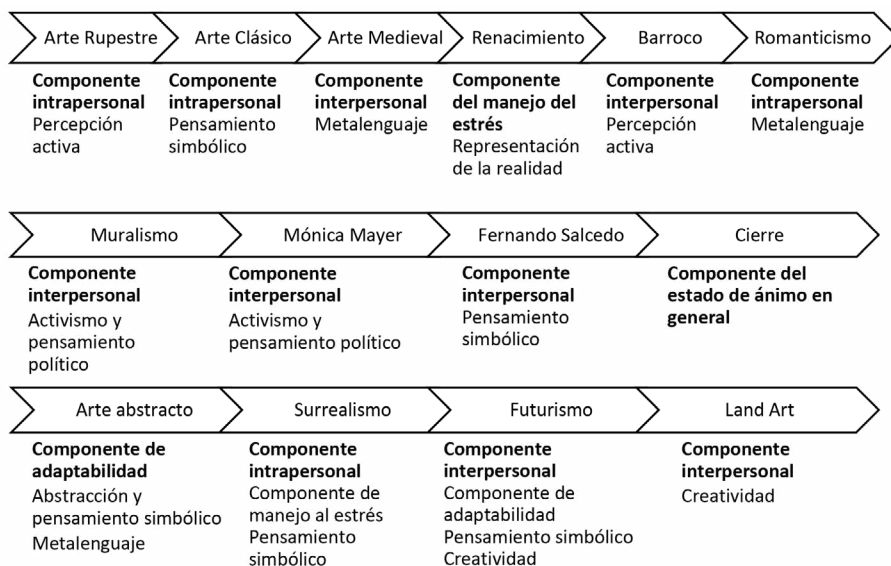 Arte Rupestre
Arte Clásico
Arte Medieval
Renacimiento
Barroco
Romanticismo
Componente
intrapersonal
Percepción
activa
Componente
intrapersonal
Pensamiento
simbólico
Componente
interpersonal
Metalenguaje
Componente
del manejo del
estrés
Representación
de la realidad
Componente
interpersonal
Percepción
activa
Componente
intrapersonal
Metalenguaje
Muralismo
Mónica Mayer
Fernando Salcedo
Cierre
Componente
interpersonal
Activismo y
pensamiento
político
Componente
interpersonal
Activismo y
pensamiento político
Componente
interpersonal
Pensamiento
simbólico
Componente del
estado de ánimo en
general
Arte abstracto
Surrealismo
Futurismo
Land Art
Componente de
adaptabilidad
Abstracción y
pensamiento simbólico
Metalenguaje
Componente
intrapersonal
Componente de
manejo al estrés
Pensamiento
simbólico
Componente
interpersonal
Componente de
adaptabilidad
Pensamiento simbólico
Creatividad
Componente
interpersonal
Creatividad